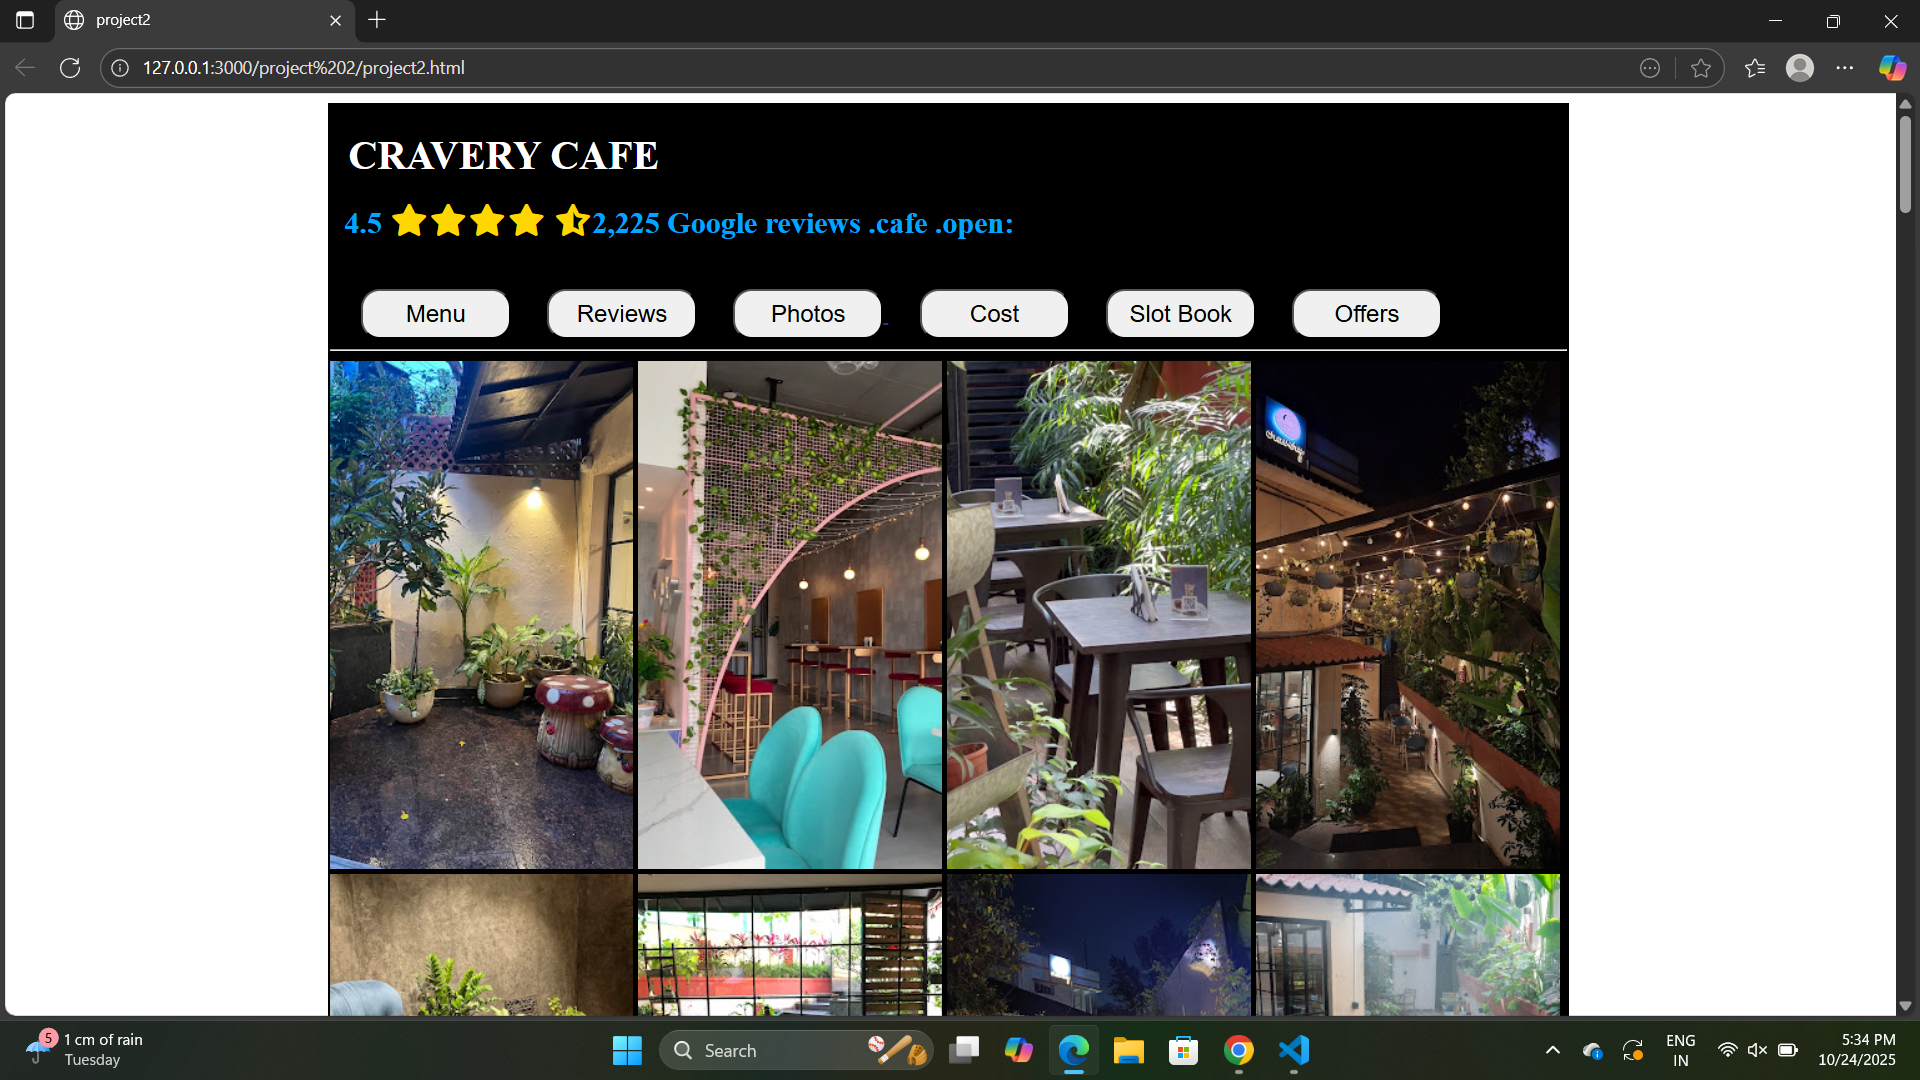 project2
127.0.0.1:3000/project%202/project2.html
CRAVERY CAFE
4.5 2,225 Google reviews .cafe .open:
Menu Reviews Photos Cost Slot Book Offers
cravery
5
1 cm of rain
Tuesday
Search
ENG
IN
5:34 PM
10/24/2025